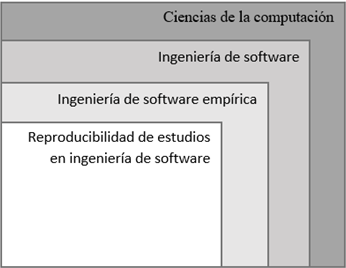 Ciencias de la computación
Ingeniería de software
Ingeniería de software empírica
Reproducibilidad de estudios
en ingeniería de software